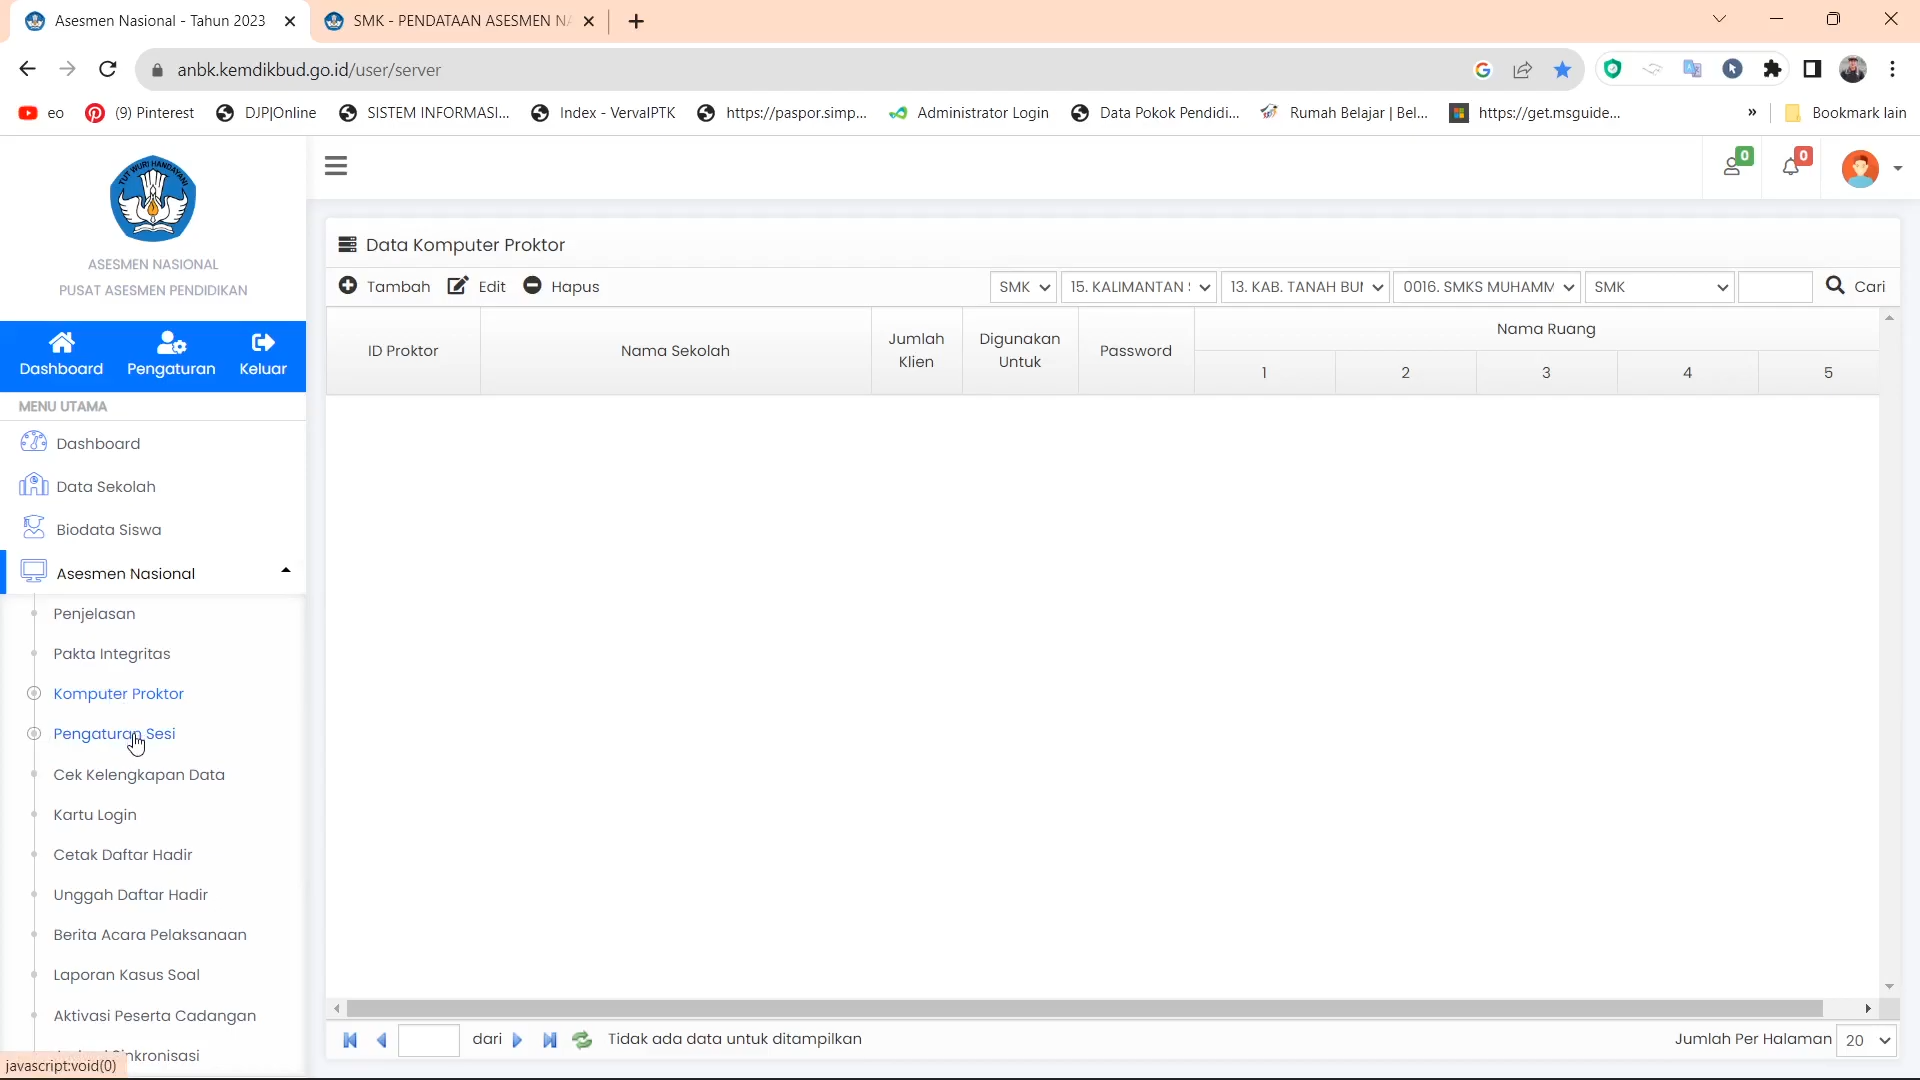 Asesmen Nasional - Tahun 2023
SMK - PENDATAAN ASESMEN N
anbk.kemdikbud.go.id/user/server
eo
(9) Pinterest
DJP|Online
SISTEM INFORMASI...
Index - VervalPTK
https://paspor.simp...
Administrator Login
Data Pokok Pendidi...
Rumah Belajar | Bel...
https://get.msguide...
»
Bookmark lain
TUT WURI HANDAYANI
ASESMEN NASIONAL
PUSAT ASESMEN PENDIDIKAN
0
0
Dashboard
Pengaturan
Keluar
MENU UTAMA
Dashboard
Data Sekolah
Biodata Siswa
Asesmen Nasional
Penjelasan
Pakta Integritas
Komputer Proktor
Pengaturan Sesi
Cek Kelengkapan Data
Kartu Login
Cetak Daftar Hadir
Unggah Daftar Hadir
Berita Acara Pelaksanaan
Laporan Kasus Soal
Aktivasi Peserta Cadangan
inkronisasi
javascript:void(0)
Data Komputer Proktor
Tambah Edit Hapus
SMK
15. KALIMANTAN
13. KAB. TANAH BU
0016. SMKS MUHAMM
SMK
Cari
ID Proktor
Nama Sekolah
Jumlah Klien
Digunakan Untuk
Password
Nama Ruang
1 2 3 4 5
dari
Tidak ada data untuk ditampilkan
Jumlah Per Halaman 20